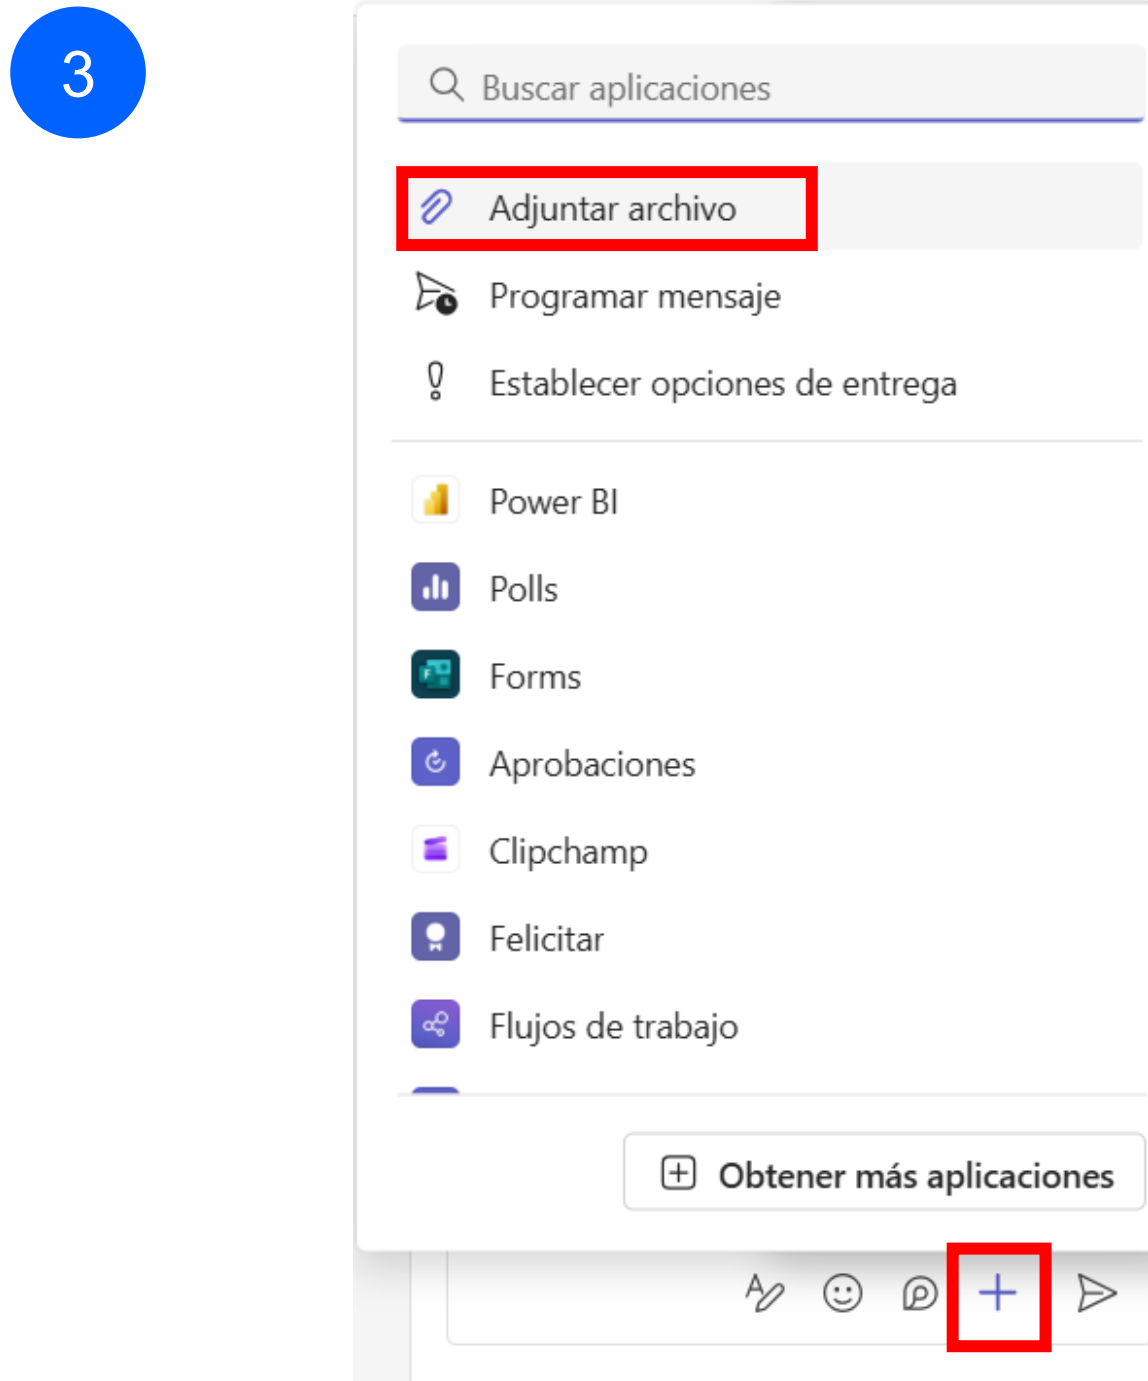 3
Buscar aplicaciones
Adjuntar archivo
Programar mensaje
Establecer opciones de entrega
Power BI
Polls
Forms
Aprobaciones
Clipchamp
Felicitar
Flujos de trabajo
Obtener más aplicaciones